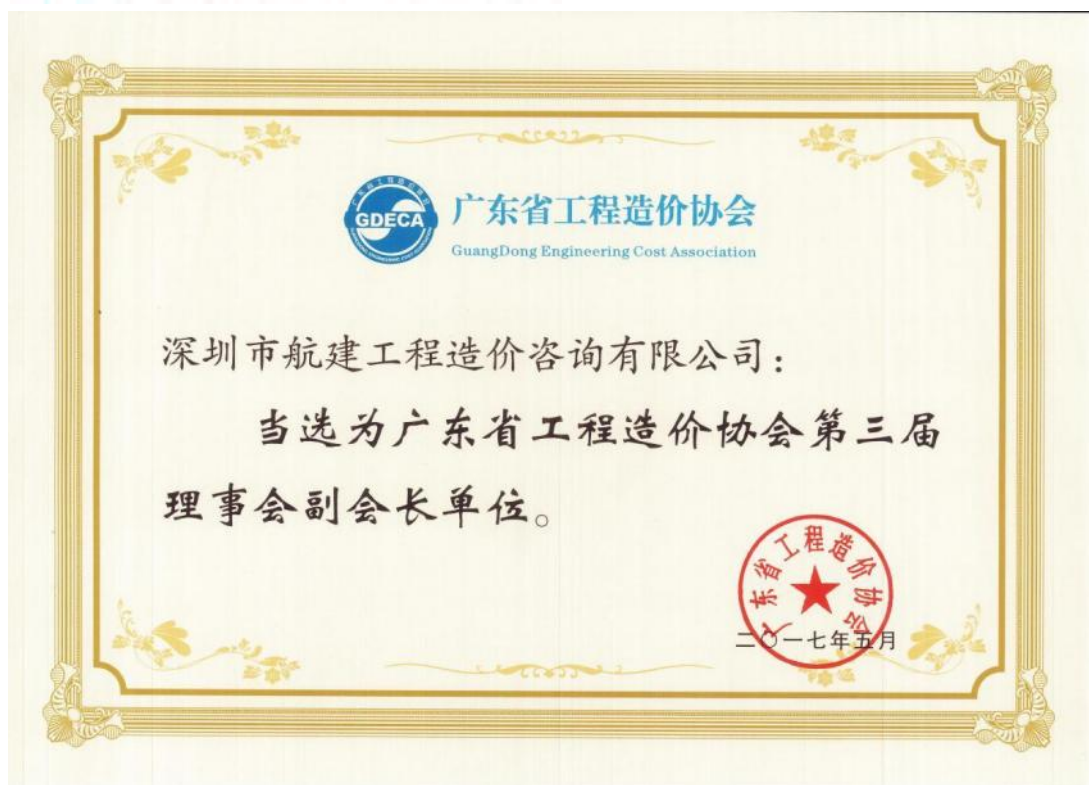 GDECA
广东省工程造价协会
GuangDong Engineering Cost Association
深圳市航建工程造价咨询有限公司：
当选为广东省工程造价协会第三届
理事会副会长单位。
广东省工程造价协会
二〇一七年五月